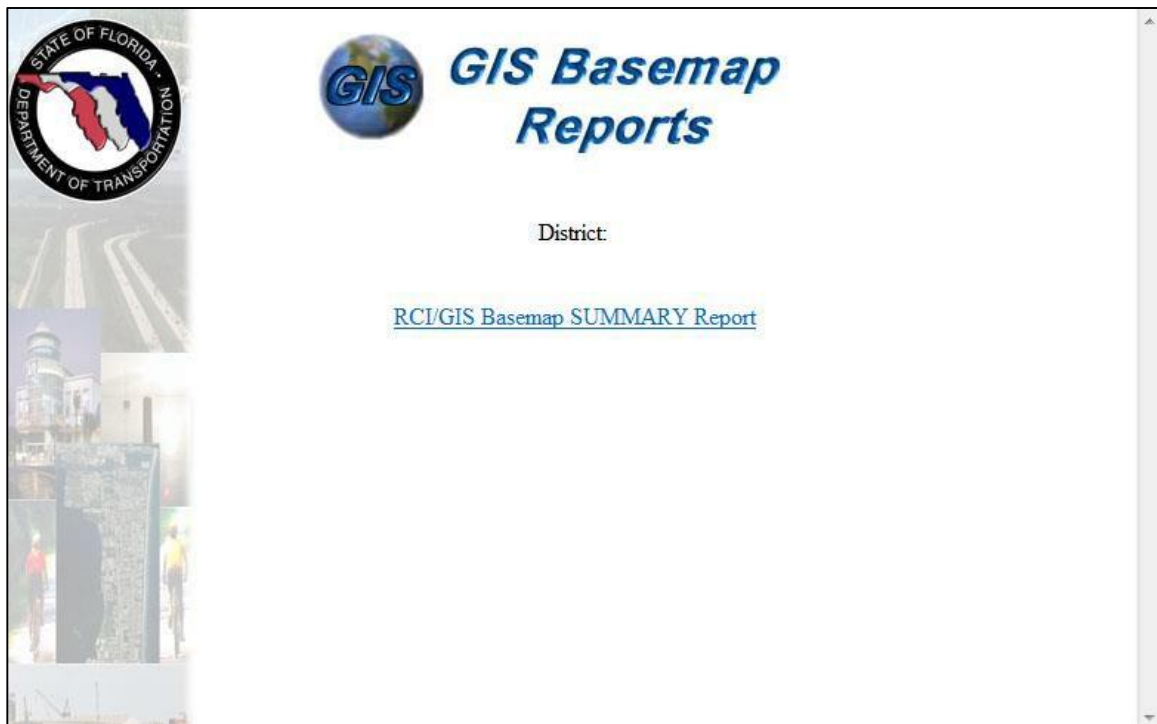 STATE OF FLORIDA
DEPARTMENT OF TRANSPORTATION
GIS
GIS Basemap
Reports
District:
RCI/GIS Basemap SUMMARY Report